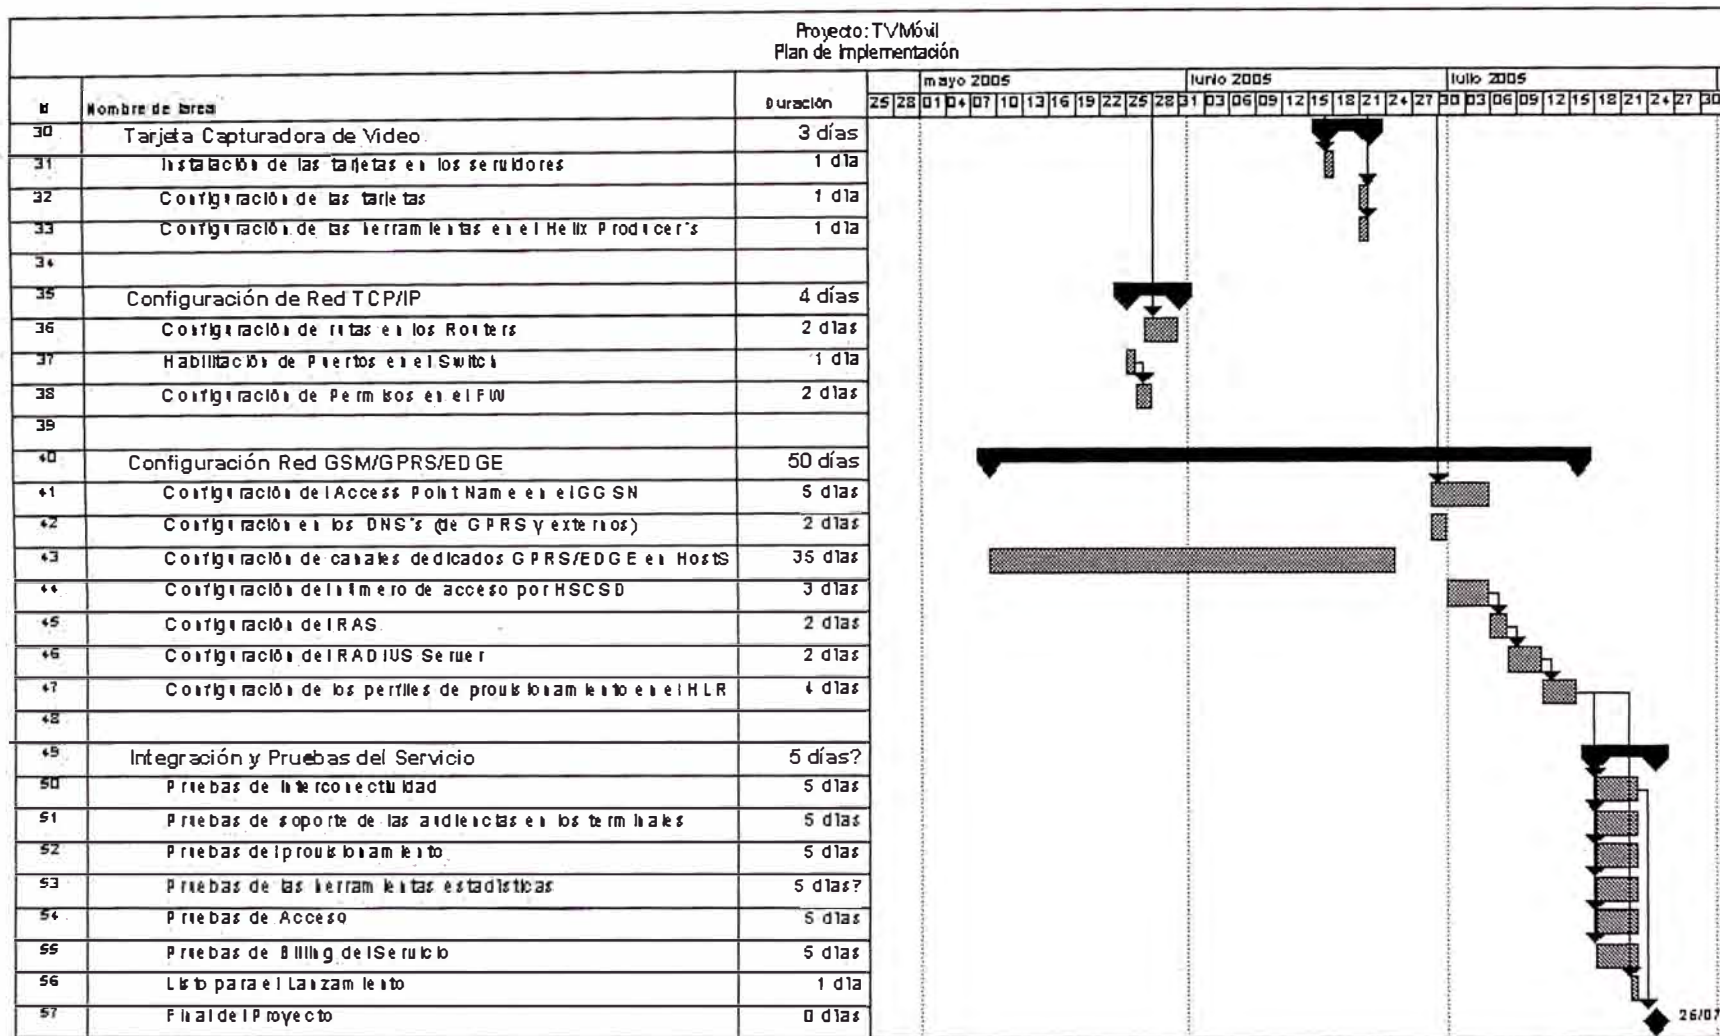 Proyecto: TVMóvil
Plan de Implementación
mayo 2005 junio 2005 julio 2005
Id Nombre de tarea Duración 25 28 01 04 07 10 13 16 19 22 25 28 31 03 06 09 12 15 18 21 24 27 30 03 06 09 12 15 18 21 24 27 30
30 Tarjeta Capturadora de Video 3 días
31 Instalación de las tarjetas en los servidores 1 día
32 Configuración de las tarjetas 1 día
33 Configuración de las herramientas en el Helix Producer's 1 día
34
35 Configuración de Red TCP/IP 4 días
36 Configuración de rutas en los Routers 2 días
37 Habilitación de Puertos en el Switch 1 día
38 Configuración de Permisos en el FW 2 días
39
40 Configuración Red GSM/GPRS/EDGE 50 días
41 Configuración del Access Point Name en el GGSN 5 días
42 Configuración en los DNS's (de GPRS y externos) 2 días
43 Configuración de canales dedicados GPRS/EDGE en HostS 35 días
44 Configuración del número de acceso por HSCSD 3 días
45 Configuración del RAS 2 días
46 Configuración del RADIUS Server 2 días
47 Configuración de los perfiles de provisionamiento en el HLR 4 días
48
49 Integración y Pruebas del Servicio 5 días?
50 Pruebas de Interconectividad 5 días
51 Pruebas de soporte de las audiencias en los terminales 5 días
52 Pruebas del provisionamiento 5 días
53 Pruebas de las herramientas estadísticas 5 días?
54 Pruebas de Acceso 5 días
55 Pruebas de Billing del Servicio 5 días
56 Listo para el Lanzamiento 1 día
57 Final del Proyecto 0 días 26/07